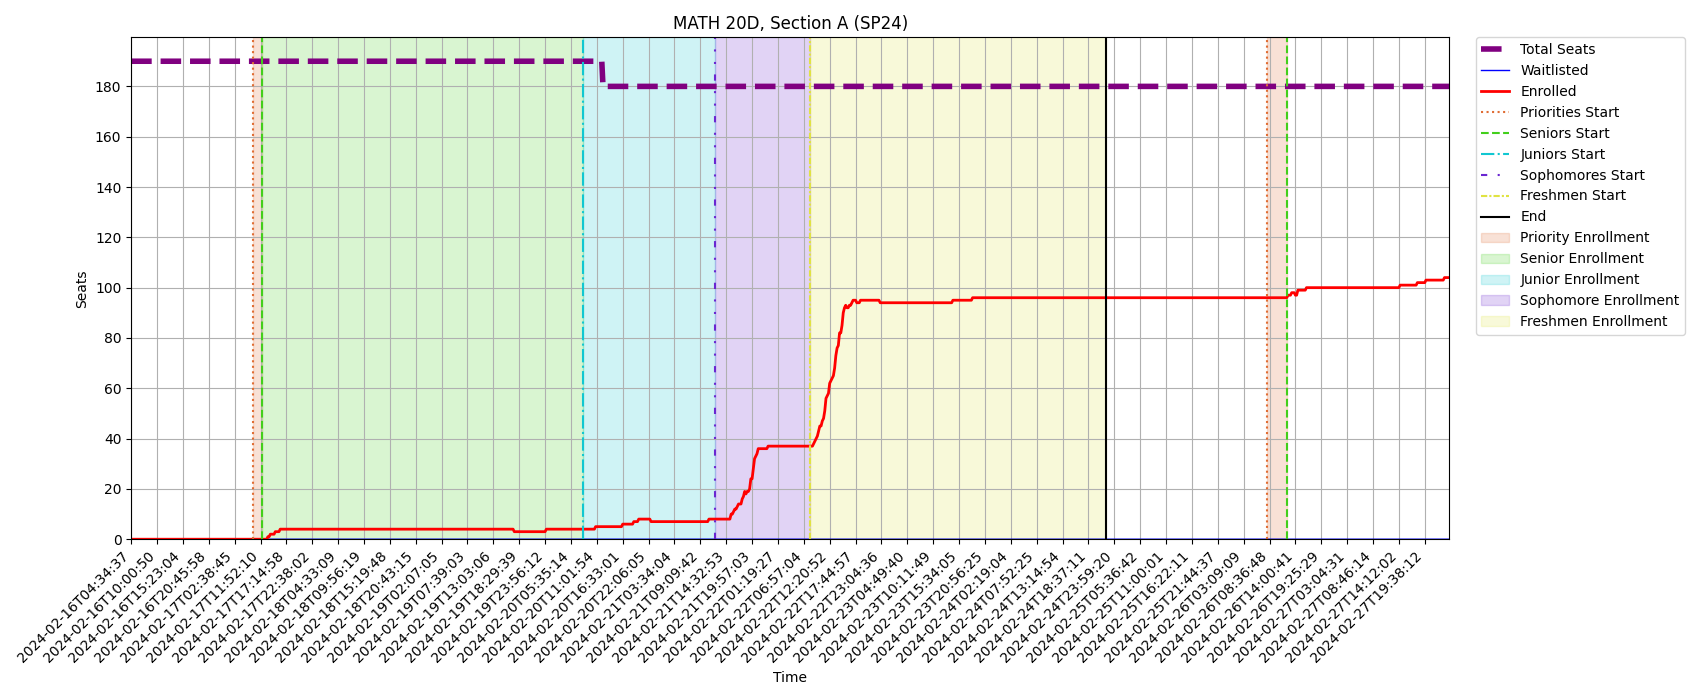 MATH 20D, Section A (SP24)
Seats
180
160
140
120
100
80
60
40
20
0
2024-02-16T04:34:37
2024-02-16T10:00:50
2024-02-16T15:23:04
2024-02-16T20:45:58
2024-02-17T02:38:45
2024-02-17T11:52:10
2024-02-17T17:14:58
2024-02-17T22:38:02
2024-02-18T04:33:09
2024-02-18T09:56:19
2024-02-18T15:19:48
2024-02-18T20:43:15
2024-02-19T02:07:05
2024-02-19T07:39:03
2024-02-19T13:03:06
2024-02-19T18:29:39
2024-02-19T23:56:12
2024-02-20T05:35:14
2024-02-20T11:01:54
2024-02-20T16:33:01
2024-02-20T22:06:05
2024-02-21T03:34:04
2024-02-21T09:09:42
2024-02-21T14:32:53
2024-02-21T19:57:03
2024-02-22T01:19:27
2024-02-22T06:57:04
2024-02-22T12:20:52
2024-02-22T17:44:57
2024-02-22T23:04:36
2024-02-23T04:49:40
2024-02-23T10:11:49
2024-02-23T15:34:05
2024-02-23T20:56:25
2024-02-24T02:19:04
2024-02-24T07:52:25
2024-02-24T13:14:54
2024-02-24T18:37:11
2024-02-24T23:59:20
2024-02-25T05:36:42
2024-02-25T11:00:01
2024-02-25T16:22:11
2024-02-25T21:44:37
2024-02-26T03:09:09
2024-02-26T08:36:48
2024-02-26T14:00:41
2024-02-26T19:25:29
2024-02-27T03:04:31
2024-02-27T08:46:14
2024-02-27T14:12:02
2024-02-27T19:38:12
Time
Total Seats
Waitlisted
Enrolled
Priorities Start
Seniors Start
Juniors Start
Sophomores Start
Freshmen Start
End
Priority Enrollment
Senior Enrollment
Junior Enrollment
Sophomore Enrollment
Freshmen Enrollment